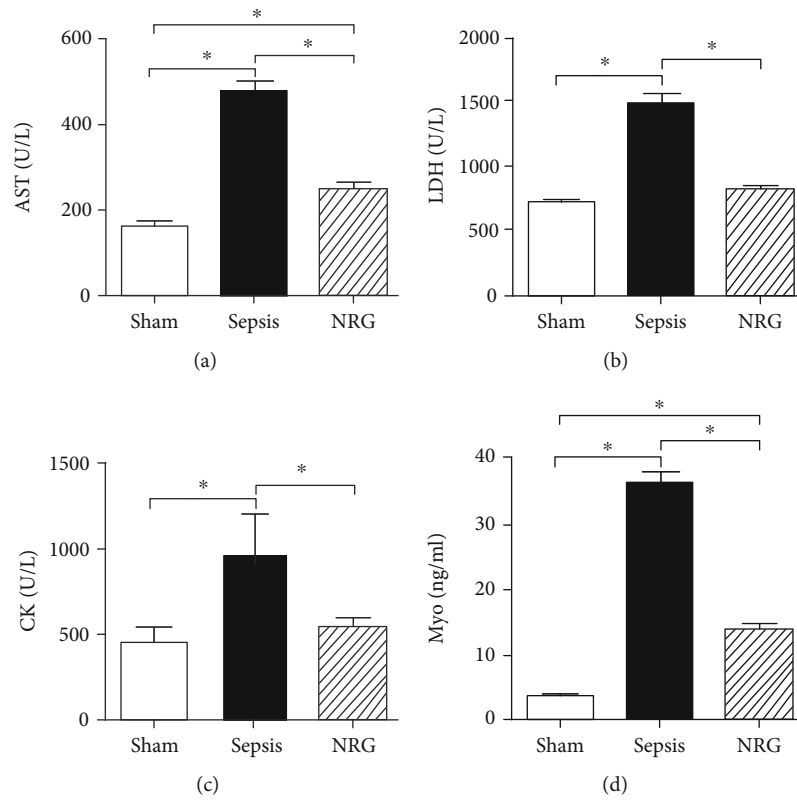 *
* *
600
400
200
0
AST (U/L)
Sham Sepsis NRG
(a)
* *
2000
1500
1000
500
0
LDH (U/L)
Sham Sepsis NRG
(b)
* *
1500
1000
500
0
CK (U/L)
Sham Sepsis NRG
(c)
*
* *
40
30
20
10
0
Myo (ng/ml)
Sham Sepsis NRG
(d)